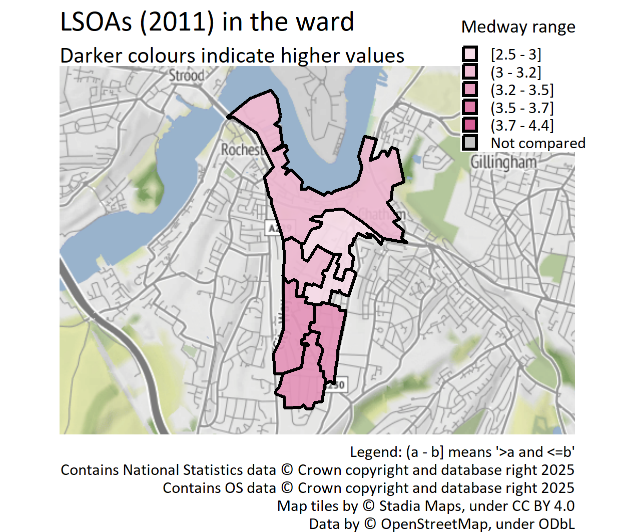 LSOAs (2011) in the ward
Darker colours indicate higher values
Medway range
[2.5 - 3]
(3 - 3.2]
(3.2 - 3.5]
(3.5 - 3.7]
(3.7 - 4.4]
Not compared
Strood
Rochest
Gillingham
A2
Legend: (a - b] means '>a and <=b'
Contains National Statistics data © Crown copyright and database right 2025
Contains OS data © Crown copyright and database right 2025
Map tiles by © Stadia Maps, under CC BY 4.0
Data by © OpenStreetMap, under ODbL